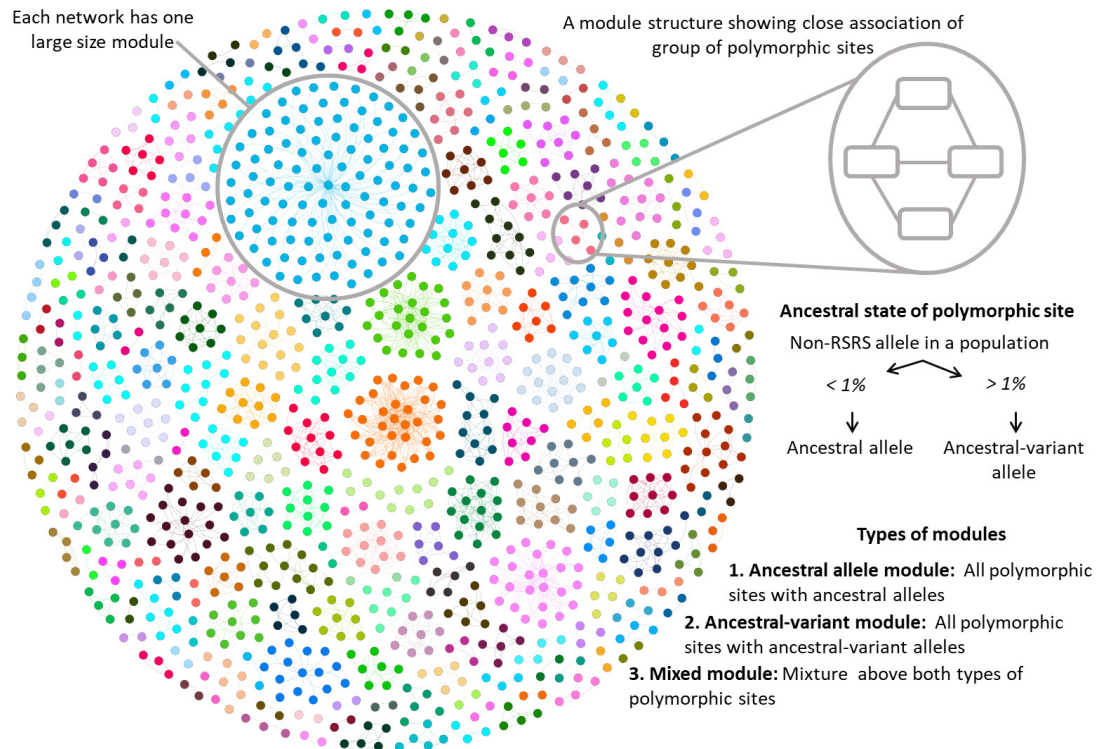 Each network has one
large size module
A module structure showing close association of
group of polymorphic sites
Ancestral state of polymorphic site
Non-RSRS allele in a population
< 1%
> 1%
Ancestral allele
Ancestral-variant
allele
Types of modules
1. Ancestral allele module: All polymorphic
sites with ancestral alleles
2. Ancestral-variant module: All polymorphic
sites with ancestral-variant alleles
3. Mixed module: Mixture above both types of
polymorphic sites